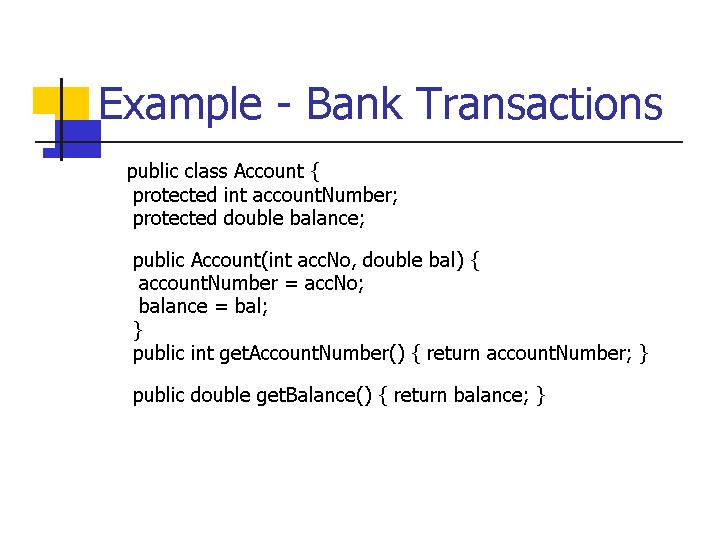 Example - Bank Transactions
public class Account {
protected int accountNumber;
protected double balance;
public Account(int accNo, double bal) {
accountNumber = accNo;
balance = bal;
}
public int getAccountNumber() { return accountNumber; }
public double getBalance() { return balance; }